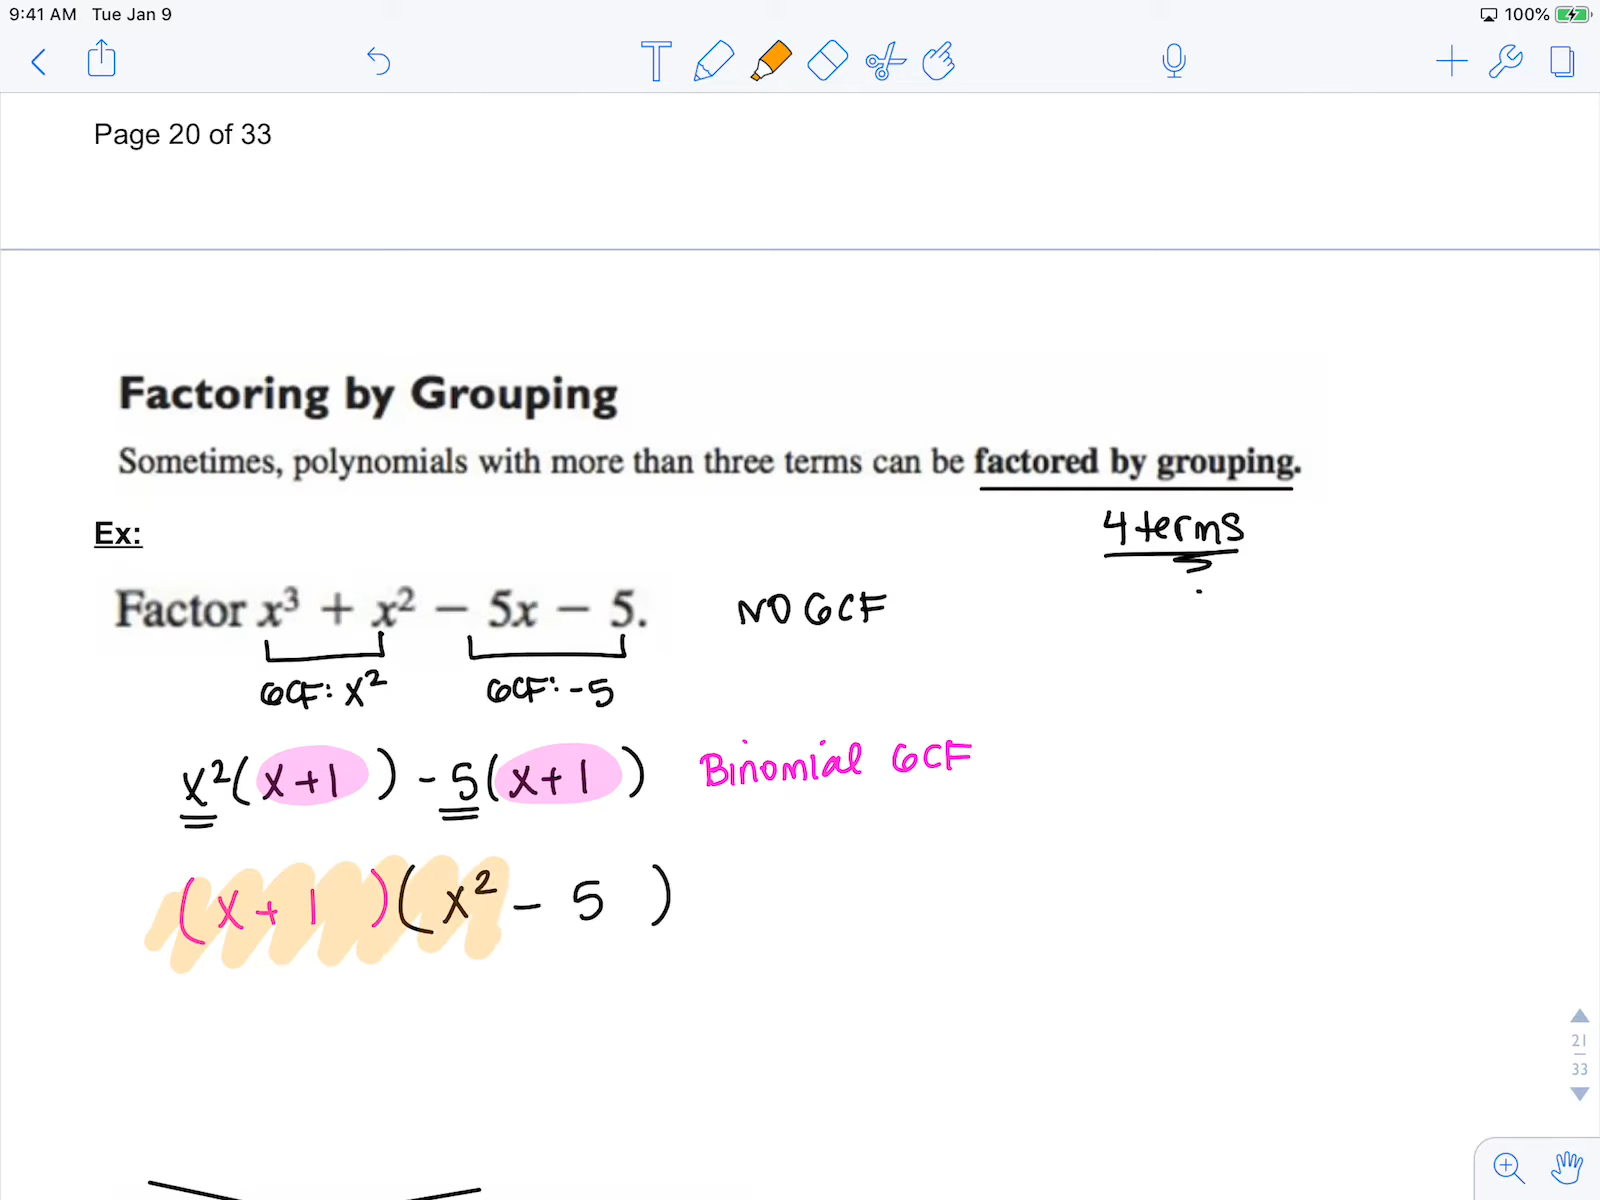 9:41 AM Tue Jan 9 100%
Page 20 of 33
Factoring by Grouping
Sometimes, polynomials with more than three terms can be factored by grouping.
4 terms
Ex:
Factor x³ + x² − 5x − 5. NO GCF
GCF: x² GCF: -5
x²(x+1) - 5(x+1) Binomial GCF
(x+1)(x² - 5)
21
33